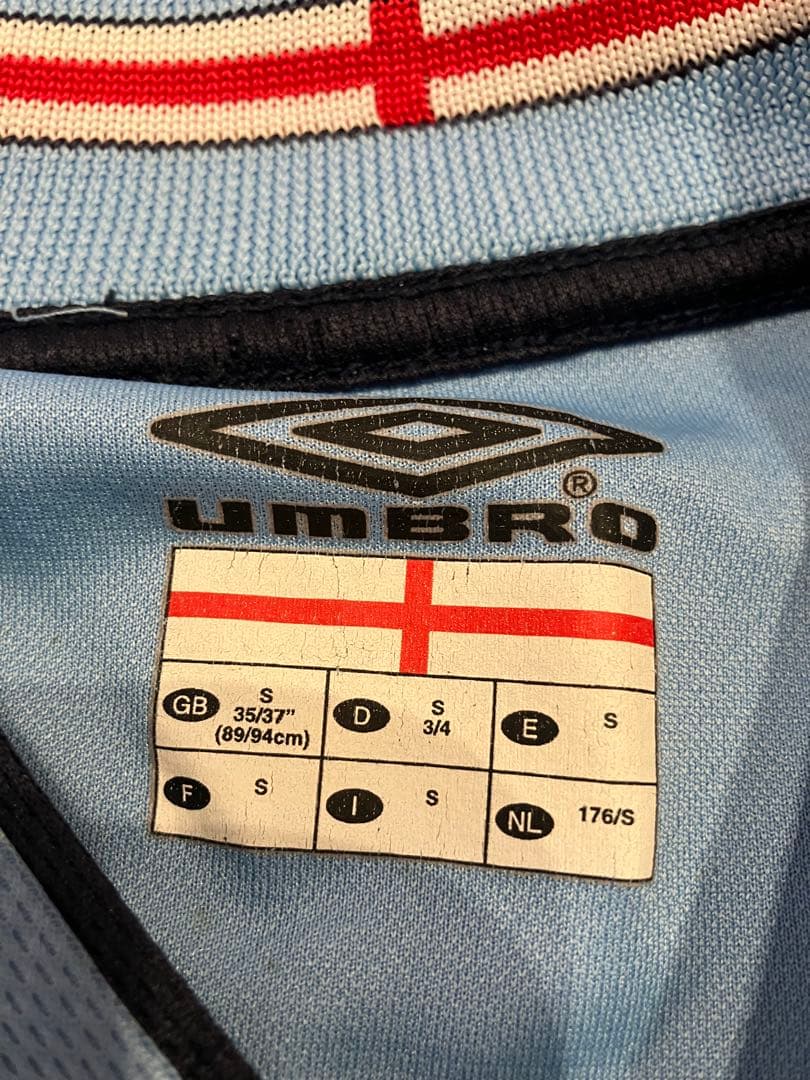 ®
UMBRO
GB S
35/37"
(89/94cm)
D S
3/4
E S
F S
I S
NL 176/S